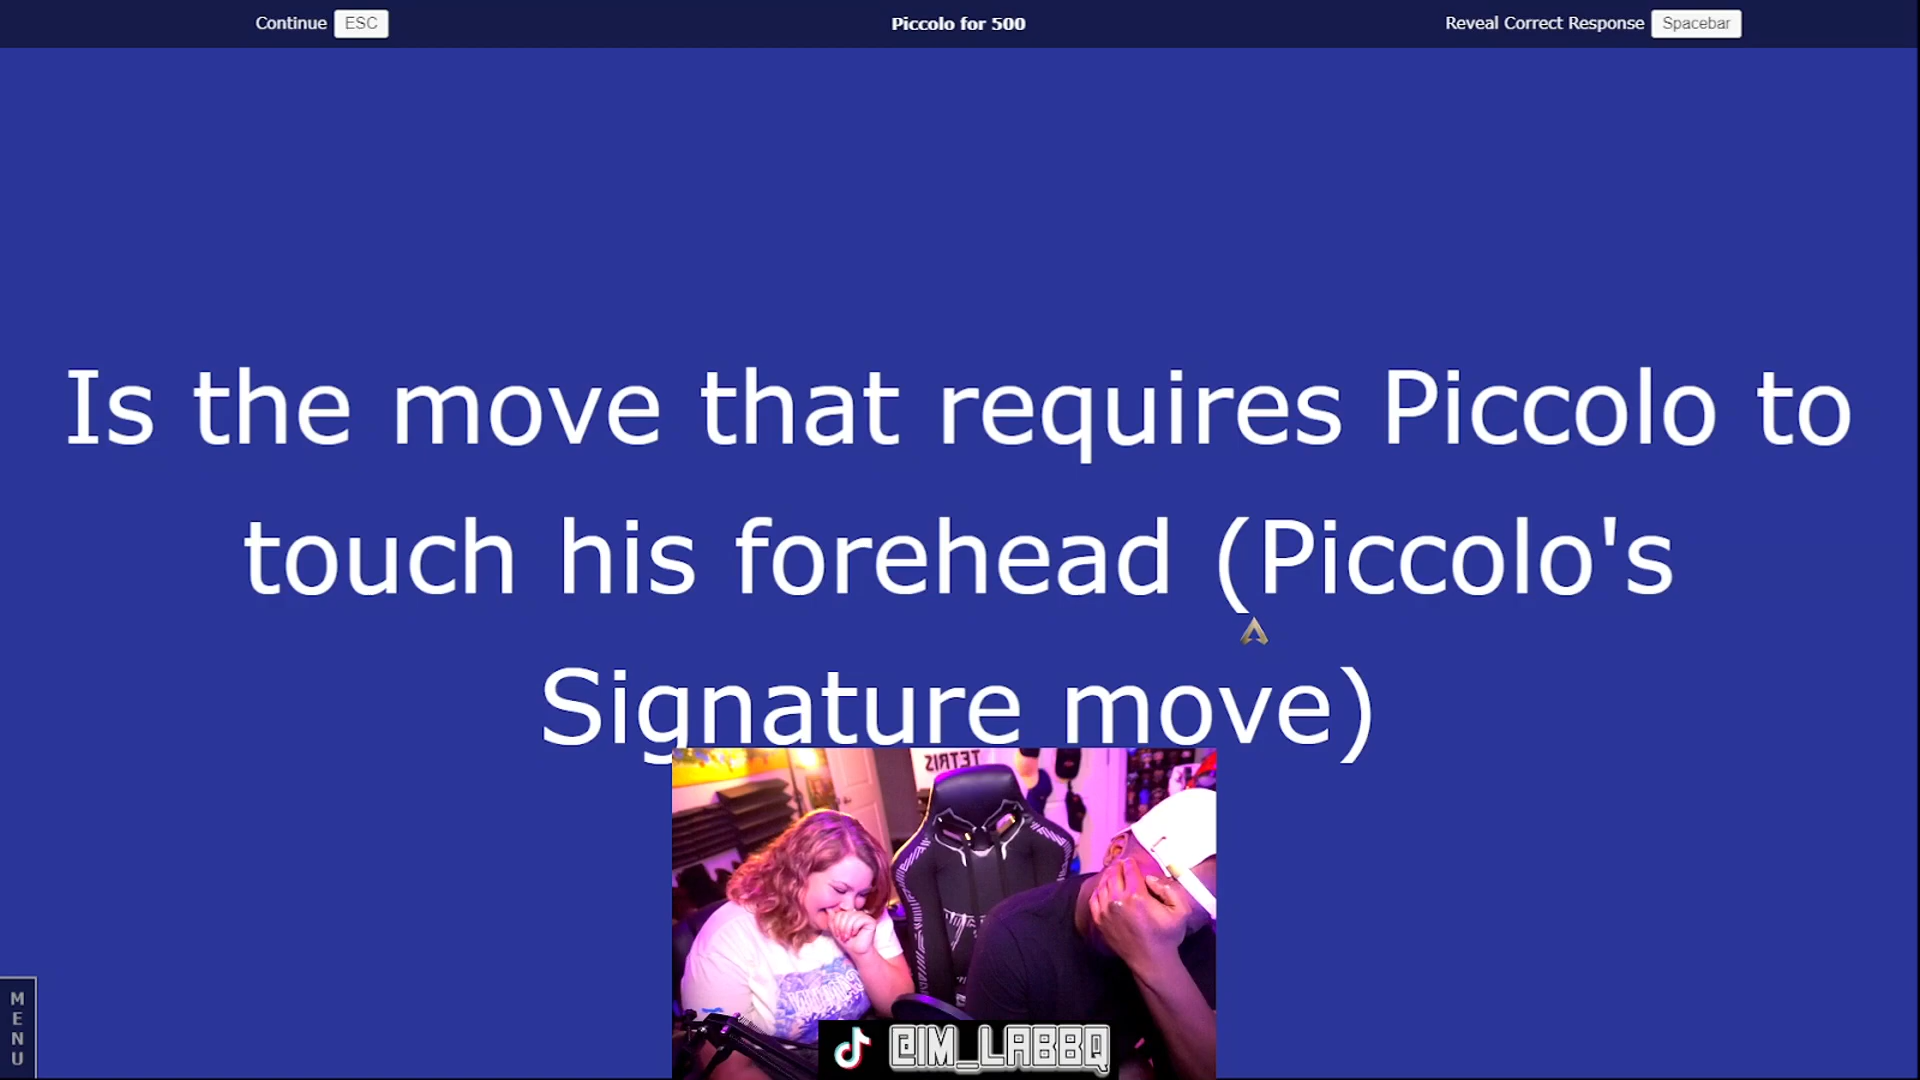 Continue ESC
Piccolo for 500
Reveal Correct Response Spacebar
Is the move that requires Piccolo to
touch his forehead (Piccolo's
Signature move)
TETRIS
@IM_LABBQ
MENU